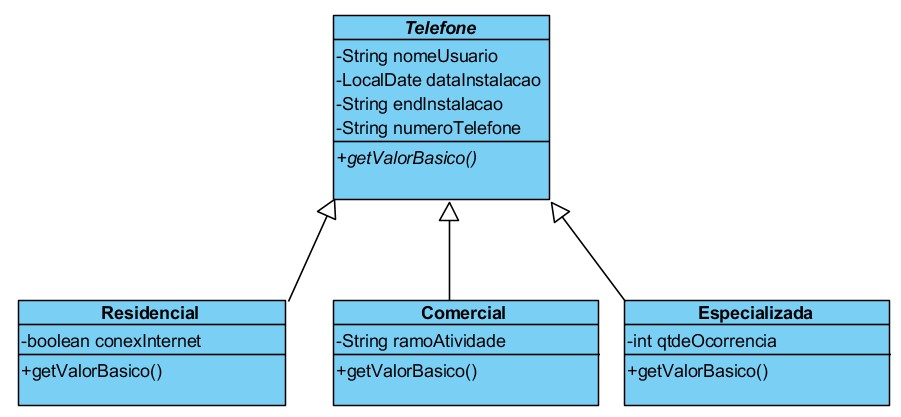 Telefone
-String nomeUsuario
-LocalDate dataInstalacao
-String endInstalacao
-String numeroTelefone
+getValorBasico()
Residencial
-boolean conexInternet
+getValorBasico()
Comercial
-String ramoAtividade
+getValorBasico()
Especializada
-int qtdeOcorrencia
+getValorBasico()